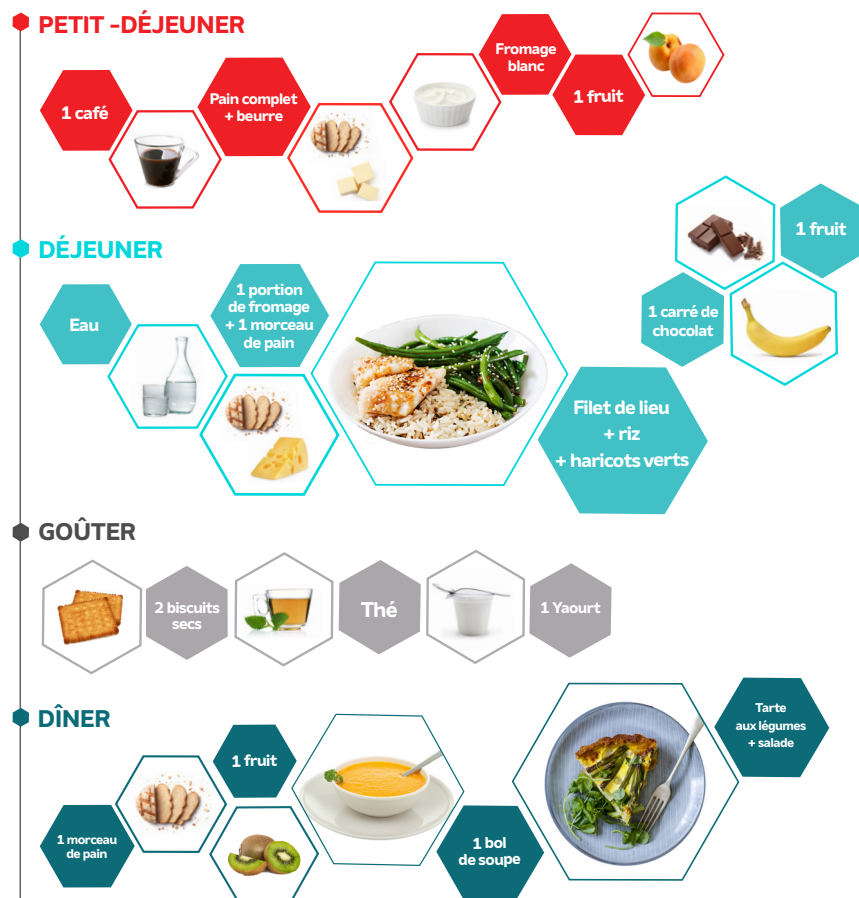 PETIT -DÉJEUNER
1 café
Pain complet
+ beurre
Fromage
blanc
1 fruit
DÉJEUNER
Eau
1 portion
de fromage
+ 1 morceau
de pain
Filet de lieu
+ riz
+ haricots verts
1 carré de
chocolat
1 fruit
GOÛTER
2 biscuits
secs
Thé
1 Yaourt
DÎNER
1 morceau
de pain
1 fruit
1 bol
de soupe
Tarte
aux légumes
+ salade